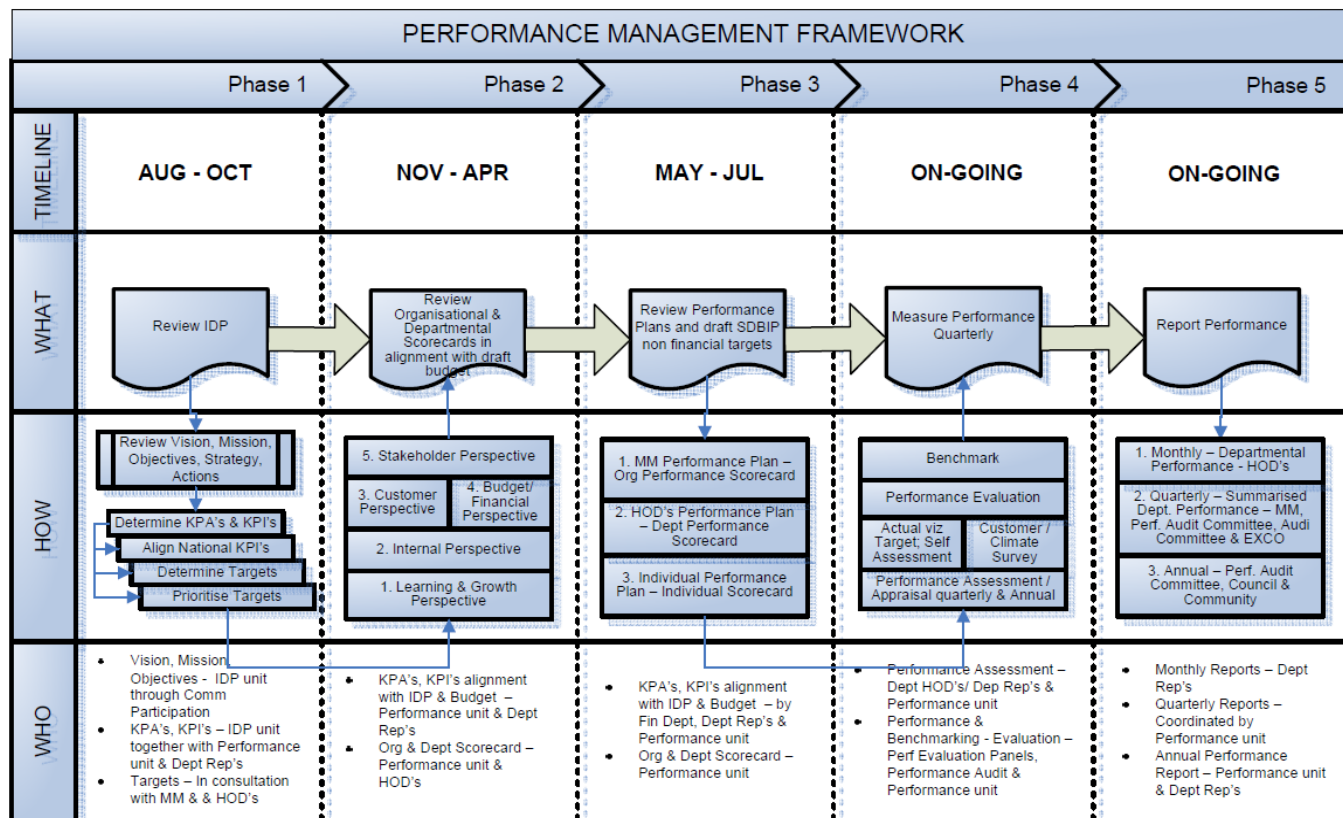 PERFORMANCE MANAGEMENT FRAMEWORK
Phase 1
Phase 2
Phase 3
Phase 4
Phase 5
TIMELINE
AUG - OCT
NOV - APR
MAY - JUL
ON-GOING
ON-GOING
WHAT
Review IDP
Review
Organisational &
Departmental
Scorecards in
alignment with draft
budget
Review Performance
Plans and draft SDBIP
non financial targets
Measure Performance
Quarterly
Report Performance
HOW
Review Vision, Mission,
Objectives, Strategy,
Actions
Determine KPA's & KPI's
Align National KPI's
Determine Targets
Prioritise Targets
5. Stakeholder Perspective
3. Customer
Perspective
4. Budget/
Financial
Perspective
2. Internal Perspective
1. Learning & Growth
Perspective
1. MM Performance Plan –
Org Performance Scorecard
2. HOD's Performance Plan
– Dept Performance
Scorecard
3. Individual Performance
Plan – Individual Scorecard
Benchmark
Performance Evaluation
Actual viz
Target; Self
Assessment
Customer /
Climate
Survey
Performance Assessment /
Appraisal quarterly & Annual
1. Monthly – Departmental
Performance - HOD's
2. Quarterly – Summarised
Dept. Performance – MM,
Perf. Audit Committee, Audi
Committee & EXCO
3. Annual – Perf. Audit
Committee, Council &
Community
WHO
• Vision, Mission,
Objectives - IDP unit
through Comm
Participation
• KPA's, KPI's – IDP unit
together with Performance
unit & Dept Rep's
• Targets – In consultation
with MM & & HOD's
• KPA's, KPI's alignment
with IDP & Budget –
Performance unit & Dept
Rep's
• Org & Dept Scorecard –
Performance unit &
HOD's
• KPA's, KPI's alignment
with IDP & Budget – by
Fin Dept, Dept Rep's &
Performance unit
• Org & Dept Scorecard –
Performance unit
• Performance Assessment –
Dept HOD's/ Dep Rep's &
Performance unit
• Performance &
Benchmarking - Evaluation –
Perf Evaluation Panels,
Performance Audit &
Performance unit
• Monthly Reports – Dept
Rep's
• Quarterly Reports –
Coordinated by
Performance unit
• Annual Performance
Report – Performance unit
& Dept Rep's